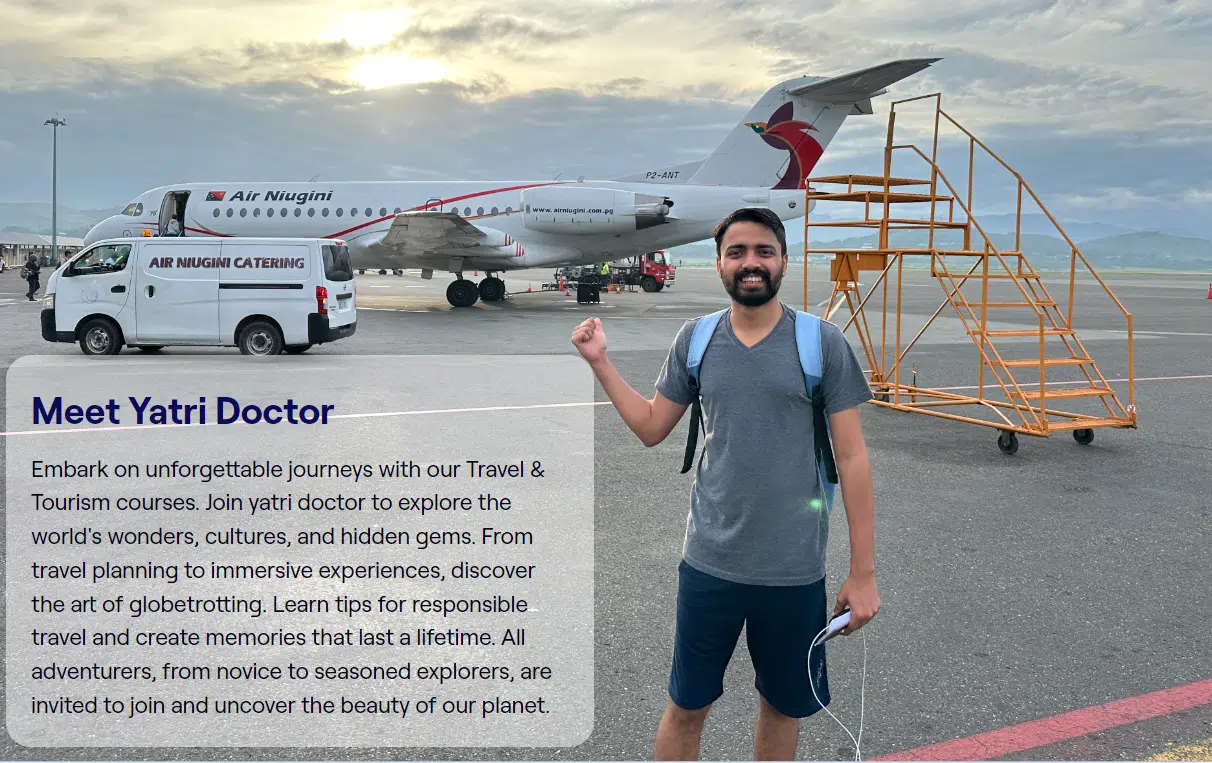 P2-ANT
Air Niugini
www.airniugini.com.pg
AIR NIUGINI CATERING
Meet Yatri Doctor
Embark on unforgettable journeys with our Travel &
Tourism courses. Join yatri doctor to explore the
world's wonders, cultures, and hidden gems. From
travel planning to immersive experiences, discover
the art of globetrotting. Learn tips for responsible
travel and create memories that last a lifetime. All
adventurers, from novice to seasoned explorers, are
invited to join and uncover the beauty of our planet.